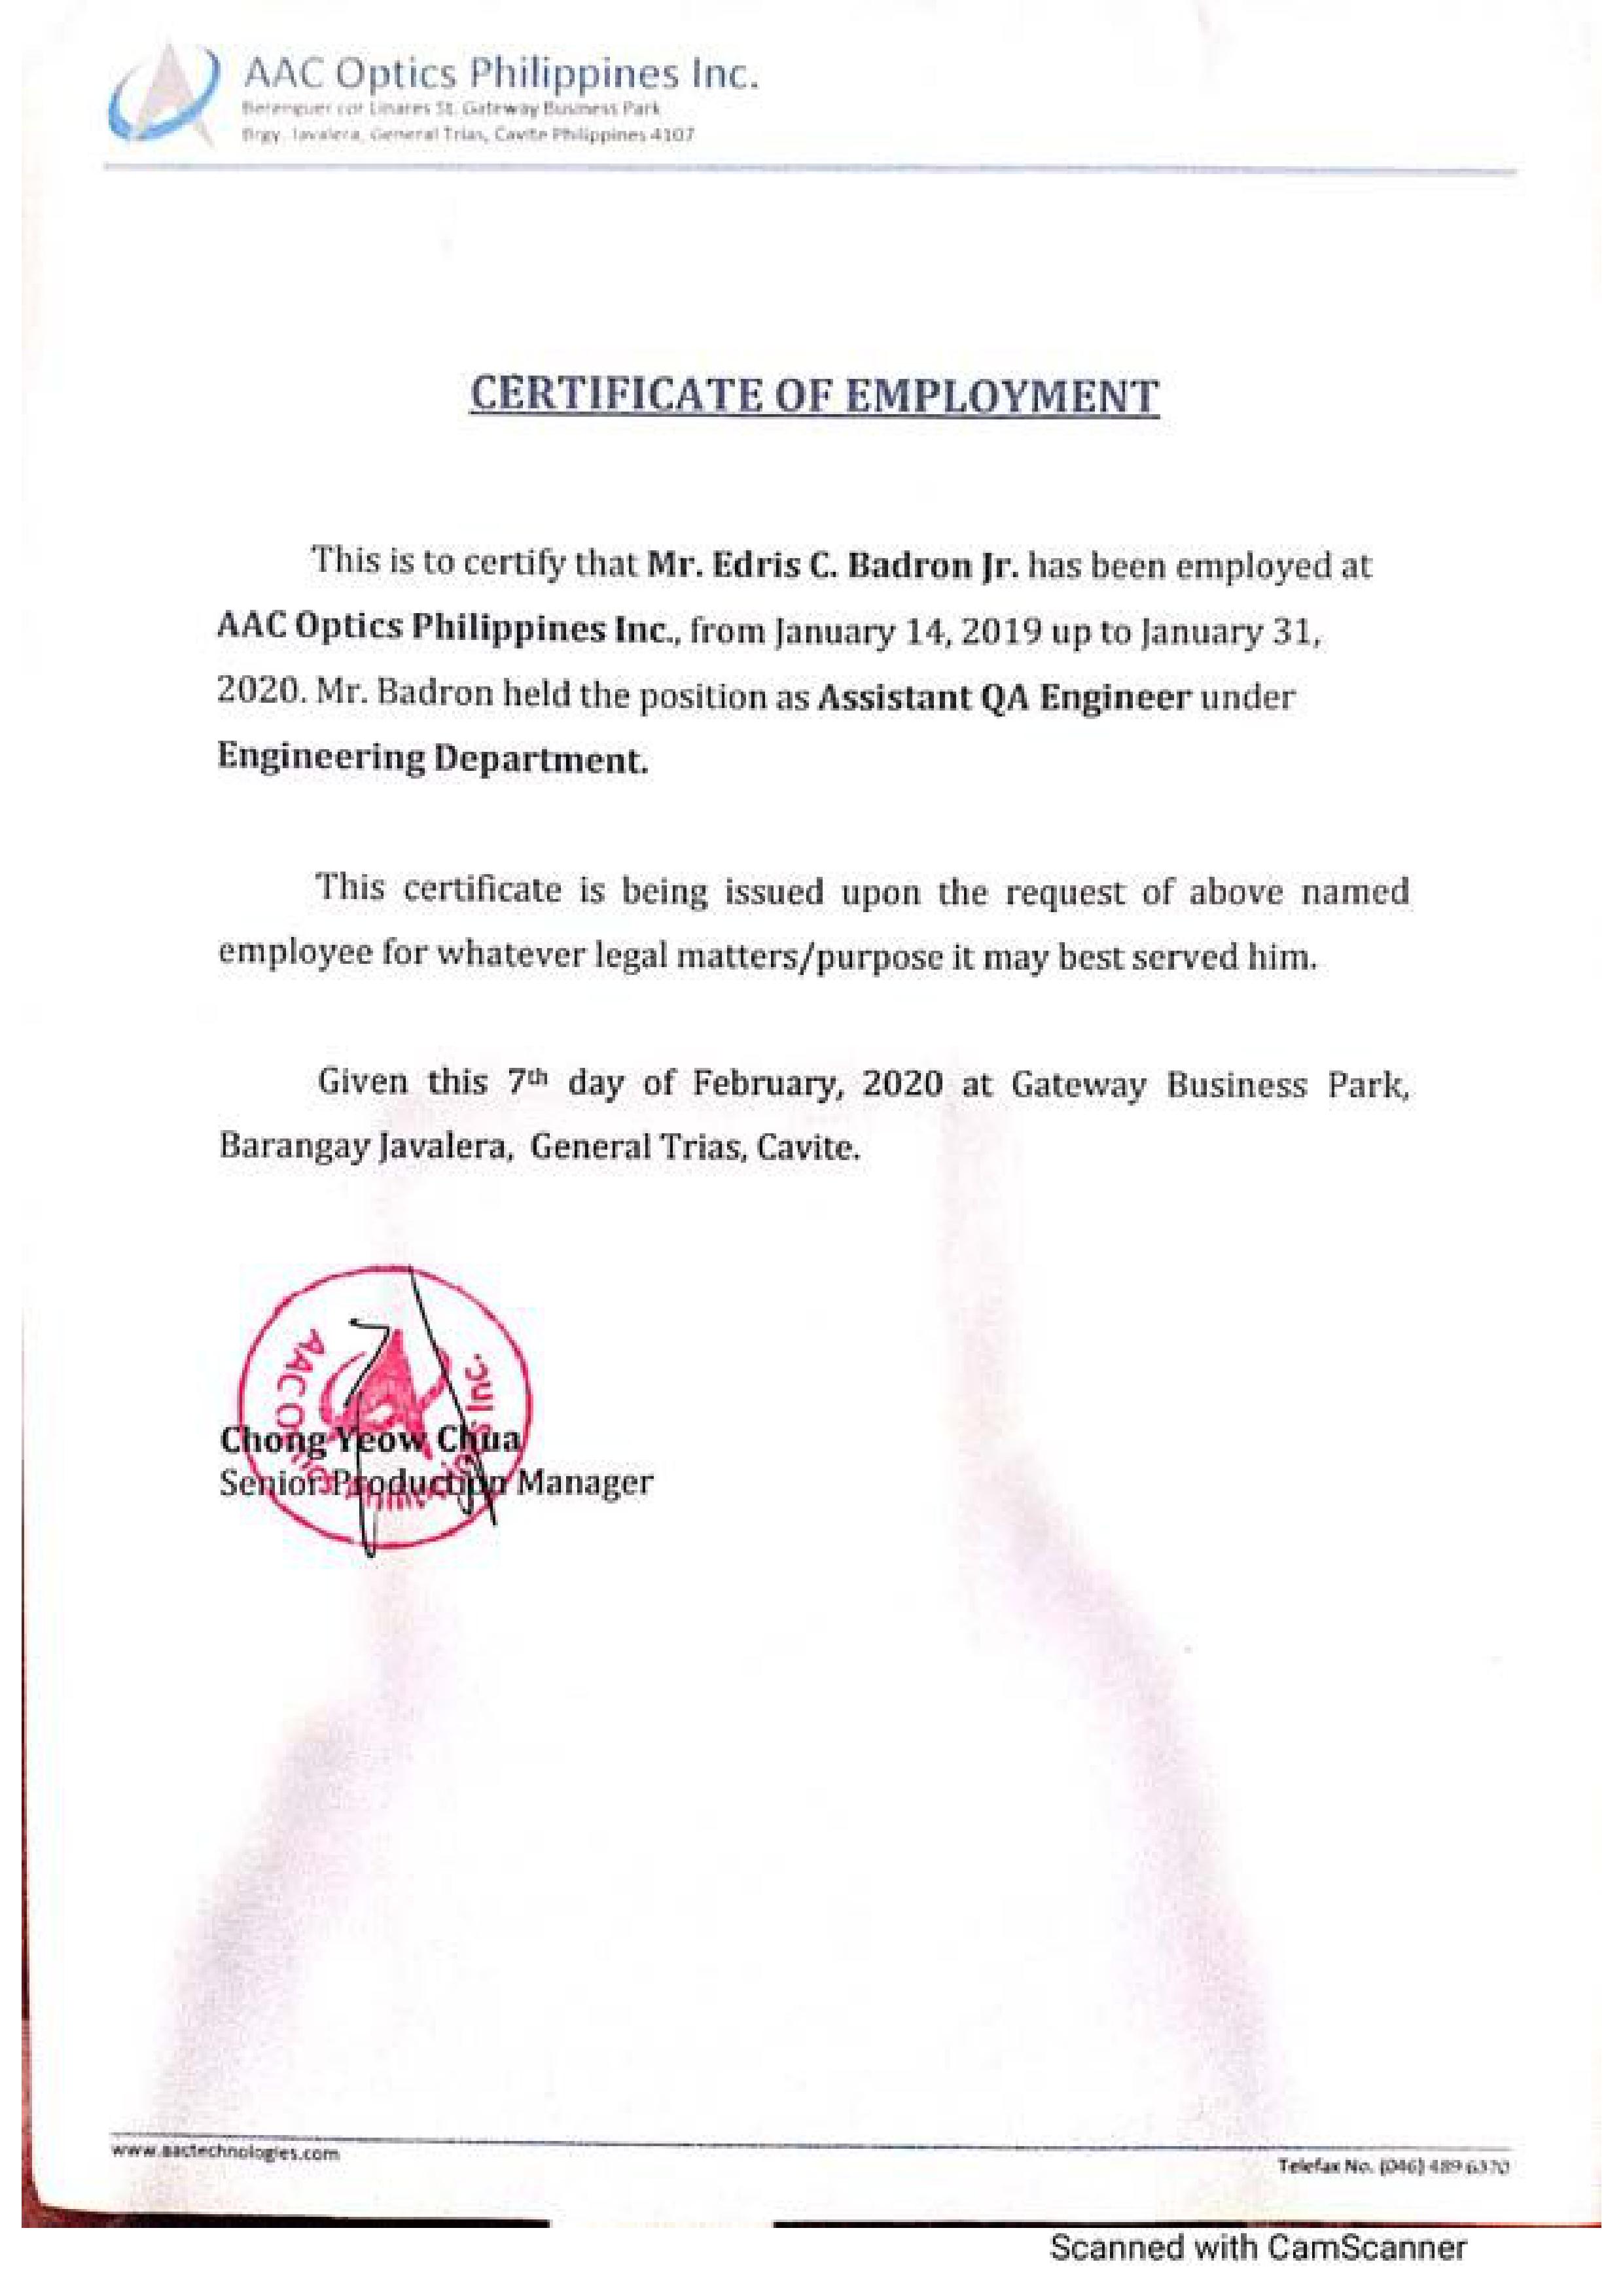 AAC Optics Philippines Inc.
Berenguer cor Linares St. Gateway Business Park
Brgy. Javalera, General Trias, Cavite Philippines 4107
CERTIFICATE OF EMPLOYMENT
This is to certify that Mr. Edris C. Badron Jr. has been employed at
AAC Optics Philippines Inc., from January 14, 2019 up to January 31,
2020. Mr. Badron held the position as Assistant QA Engineer under
Engineering Department.
This certificate is being issued upon the request of above named
employee for whatever legal matters/purpose it may best served him.
Given this 7th day of February, 2020 at Gateway Business Park,
Barangay Javalera, General Trias, Cavite.
AAC Inc.
Chong Yeow Chua
Senior Production Manager
www.aactechnologies.com
Telefax No. (046) 489 6370
Scanned with CamScanner